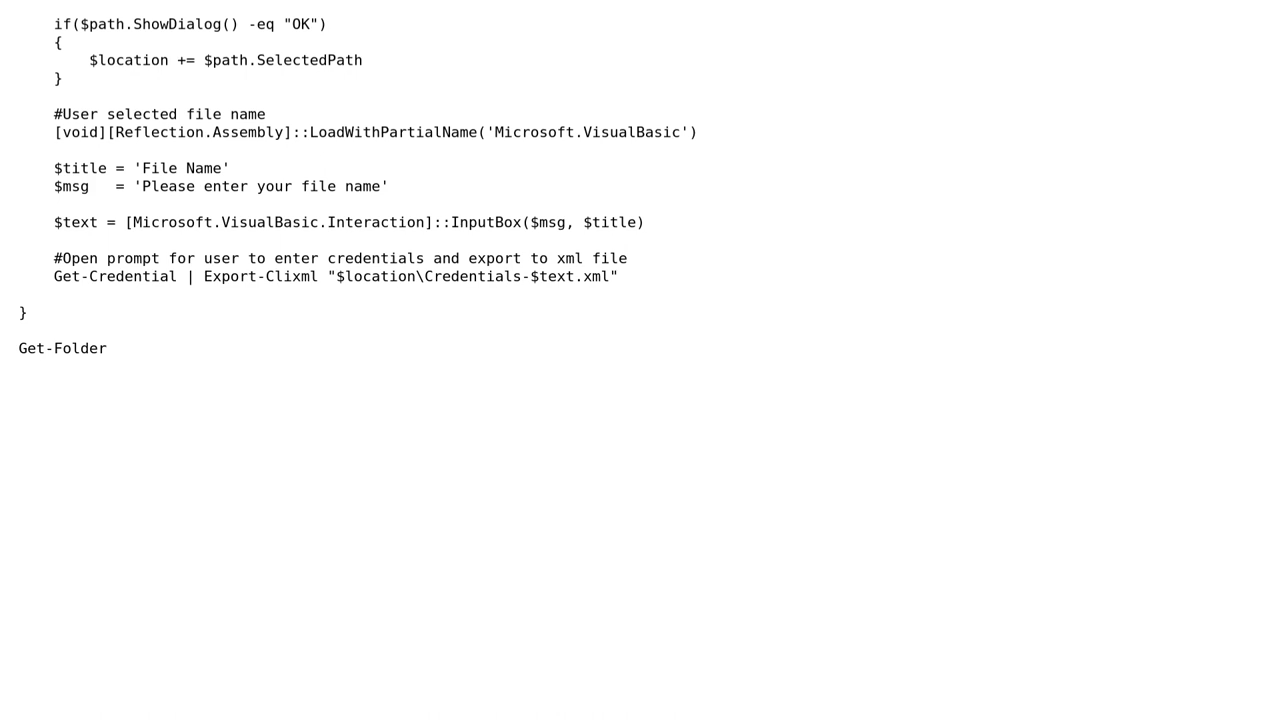 if($path.ShowDialog() -eq "OK")
{
$location += $path.SelectedPath
}
#User selected file name
[void][Reflection.Assembly]::LoadWithPartialName('Microsoft.VisualBasic')
$title = 'File Name'
$msg   = 'Please enter your file name'
$text = [Microsoft.VisualBasic.Interaction]::InputBox($msg, $title)
#Open prompt for user to enter credentials and export to xml file
Get-Credential | Export-Clixml "$location\Credentials-$text.xml"
}
Get-Folder